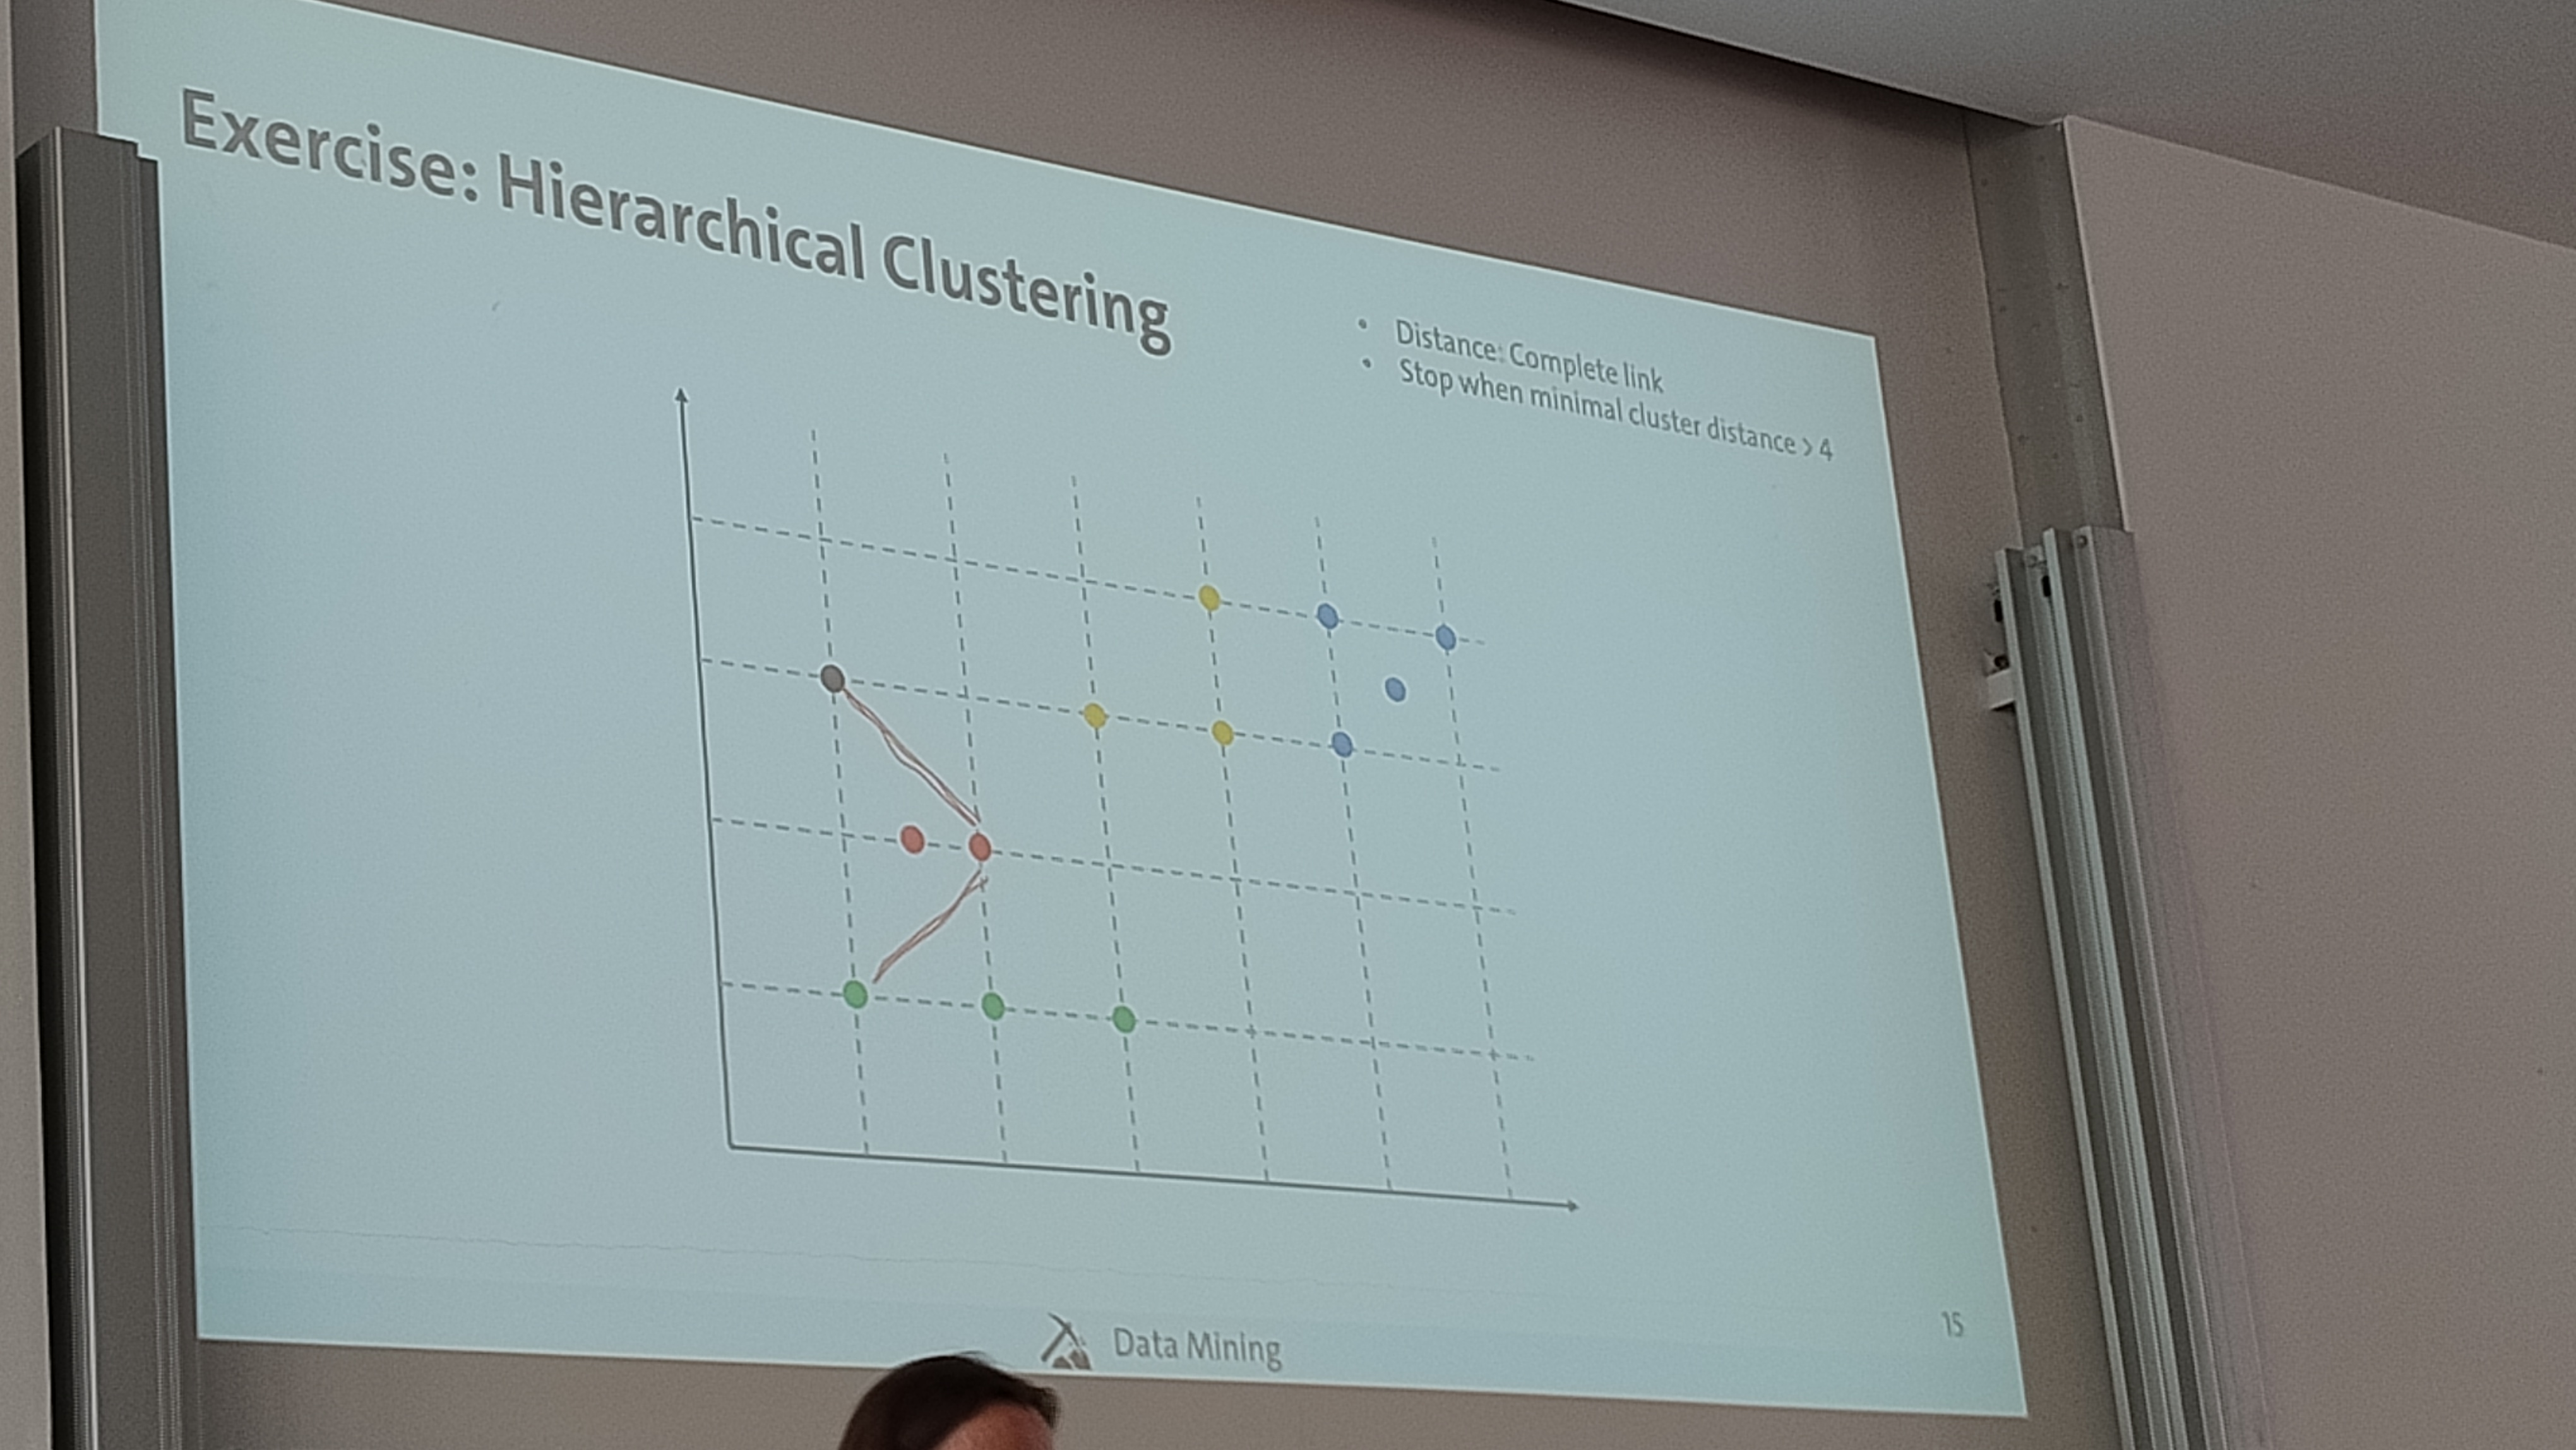 Exercise: Hierarchical Clustering
• Distance: Complete link
• Stop when minimal cluster distance > 4
Data Mining
15